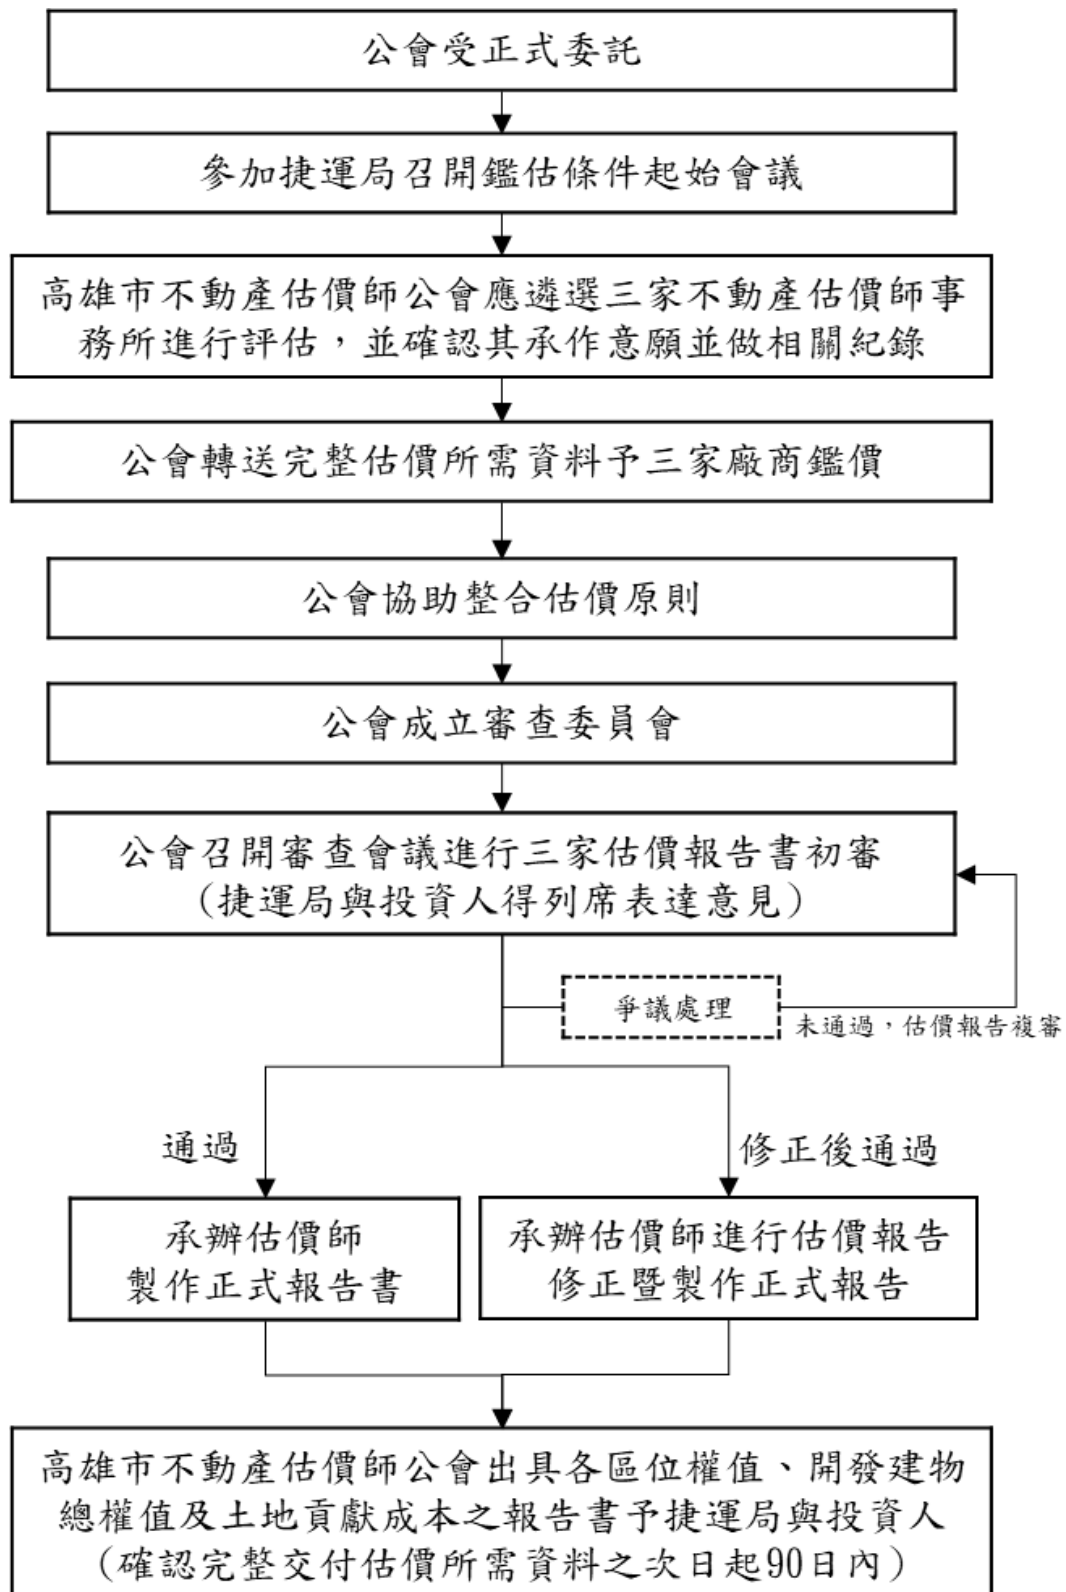 公會受正式委託
參加捷運局召開鑑估條件起始會議
高雄市不動產估價師公會應遴選三家不動產估價師事
務所進行評估，並確認其承作意願並做相關紀錄
公會轉送完整估價所需資料予三家廠商鑑價
公會協助整合估價原則
公會成立審查委員會
公會召開審查會議進行三家估價報告書初審
（捷運局與投資人得列席表達意見）
爭議處理
未通過，估價報告複審
通過
修正後通過
承辦估價師
製作正式報告書
承辦估價師進行估價報告
修正暨製作正式報告
高雄市不動產估價師公會出具各區位權值、開發建物
總權值及土地貢獻成本之報告書予捷運局與投資人
（確認完整交付估價所需資料之次日起90日內）